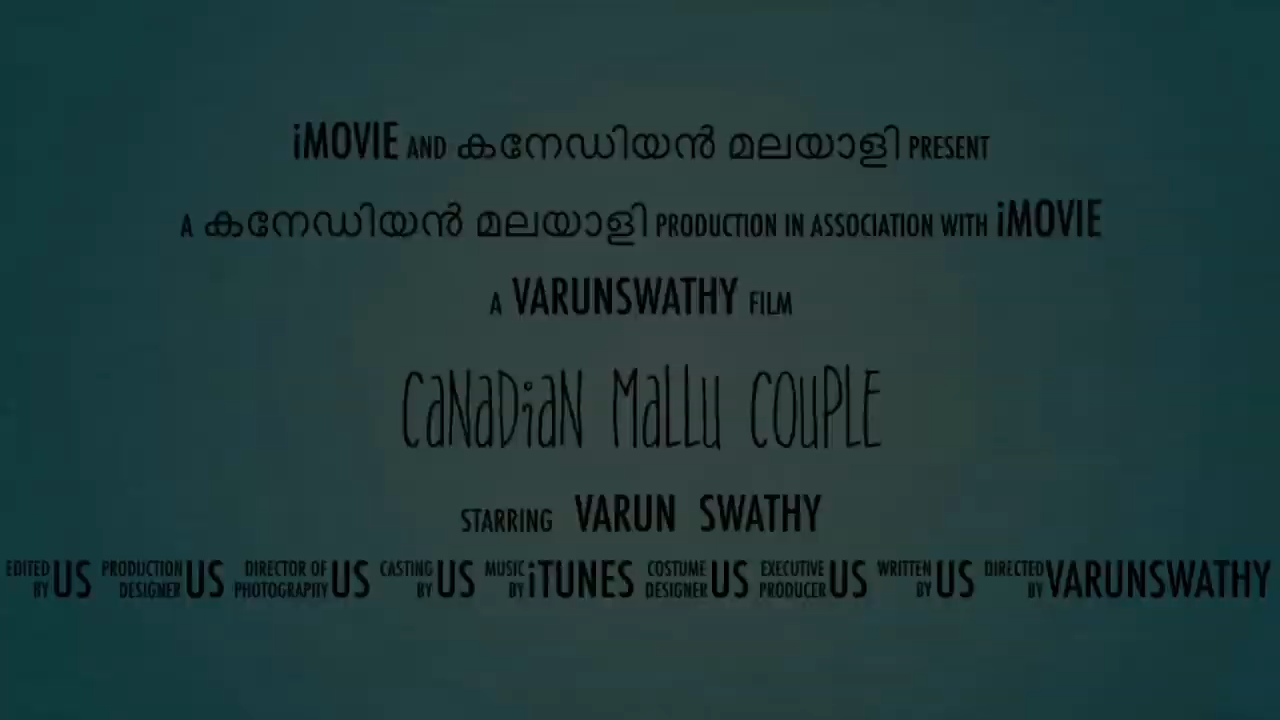 iMOVIE AND കനേഡിയൻ മലയാളി PRESENT
A കനേഡിയൻ മലയാളി PRODUCTION IN ASSOCIATION WITH iMOVIE
A VARUNSWATHY FILM
CaNaDiaN MaLLu COuPLE
STARRING VARUN SWATHY
EDITED BY US PRODUCTION DESIGNER US DIRECTOR OF PHOTOGRAPHY US CASTING BY US MUSIC BY iTUNES COSTUME DESIGNER US EXECUTIVE PRODUCER US WRITTEN BY US DIRECTED BY VARUNSWATHY